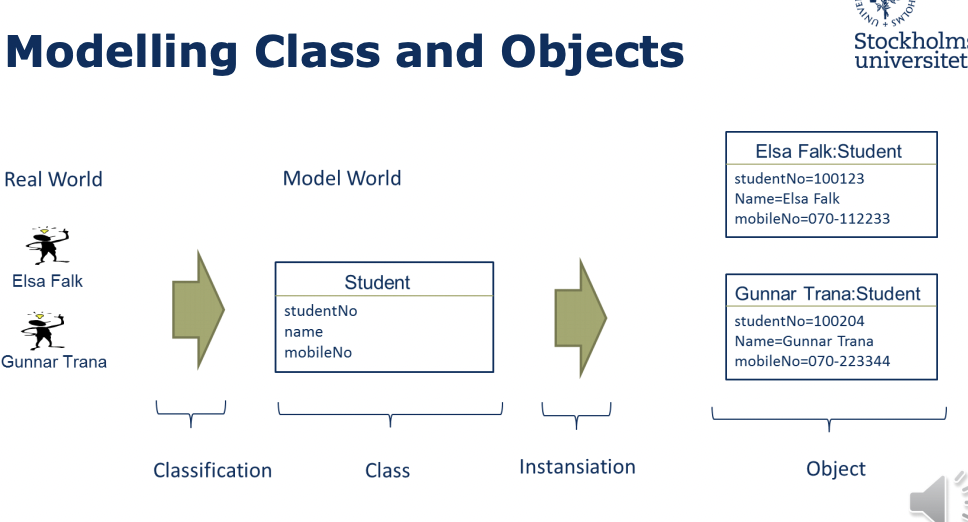 Modelling Class and Objects
Stockholms
universitet
Real World
Model World
Elsa Falk
Gunnar Trana
Student
studentNo
name
mobileNo
Elsa Falk:Student
studentNo=100123
Name=Elsa Falk
mobileNo=070-112233
Gunnar Trana:Student
studentNo=100204
Name=Gunnar Trana
mobileNo=070-223344
Classification
Class
Instansiation
Object